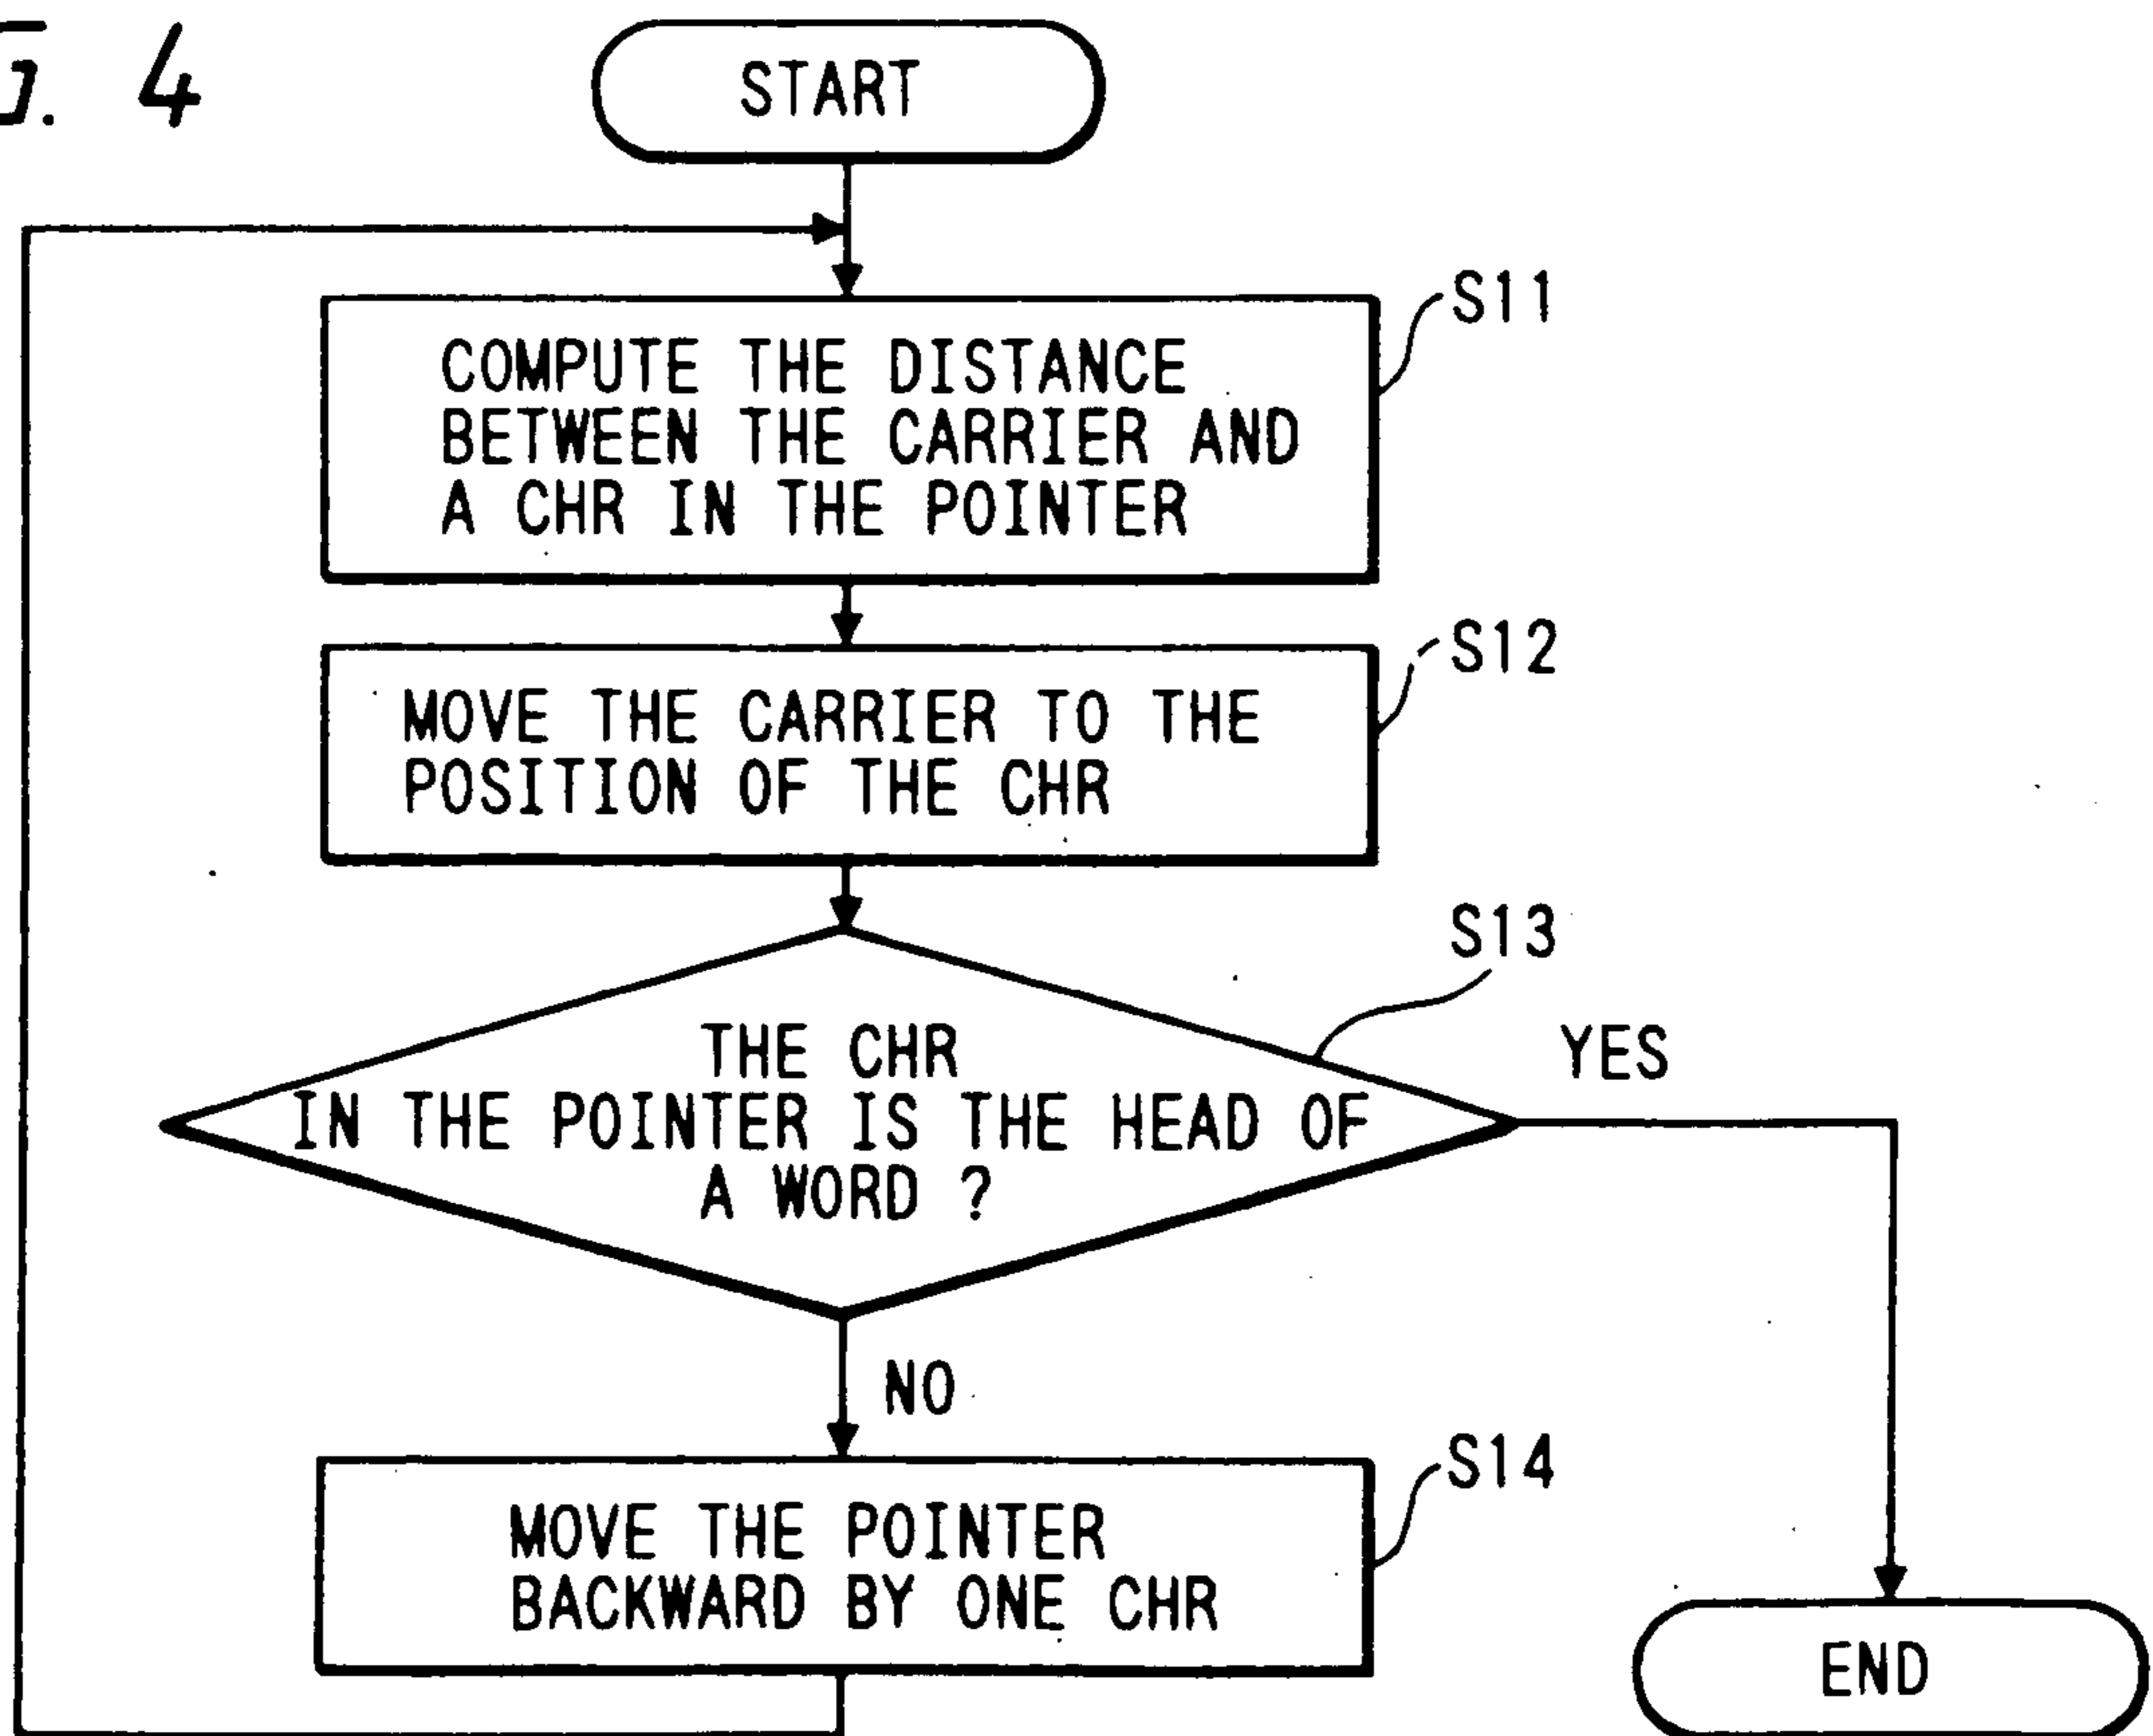 G. 4
START
S11
COMPUTE THE DISTANCE
BETWEEN THE CARRIER AND
A CHR IN THE POINTER
S12
MOVE THE CARRIER TO THE
POSITION OF THE CHR
S13
THE CHR
IN THE POINTER IS THE HEAD OF
A WORD ?
YES
NO
S14
MOVE THE POINTER
BACKWARD BY ONE CHR
END